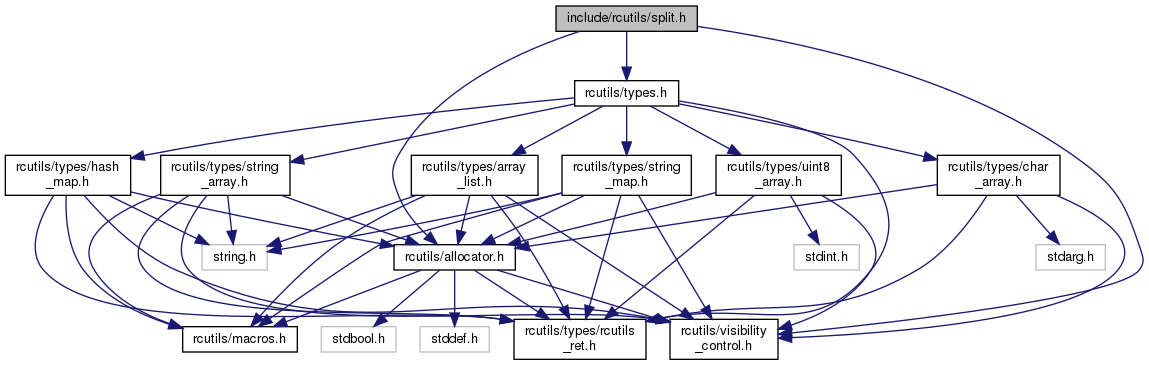 include/rcutils/split.h
rcutils/types.h
rcutils/types/hash
_map.h
rcutils/types/string
_array.h
rcutils/types/array
_list.h
rcutils/types/string
_map.h
rcutils/types/uint8
_array.h
rcutils/types/char
_array.h
string.h
rcutils/allocator.h
stdint.h
stdarg.h
rcutils/macros.h
stdbool.h
stddef.h
rcutils/types/rcutils
_ret.h
rcutils/visibility
_control.h